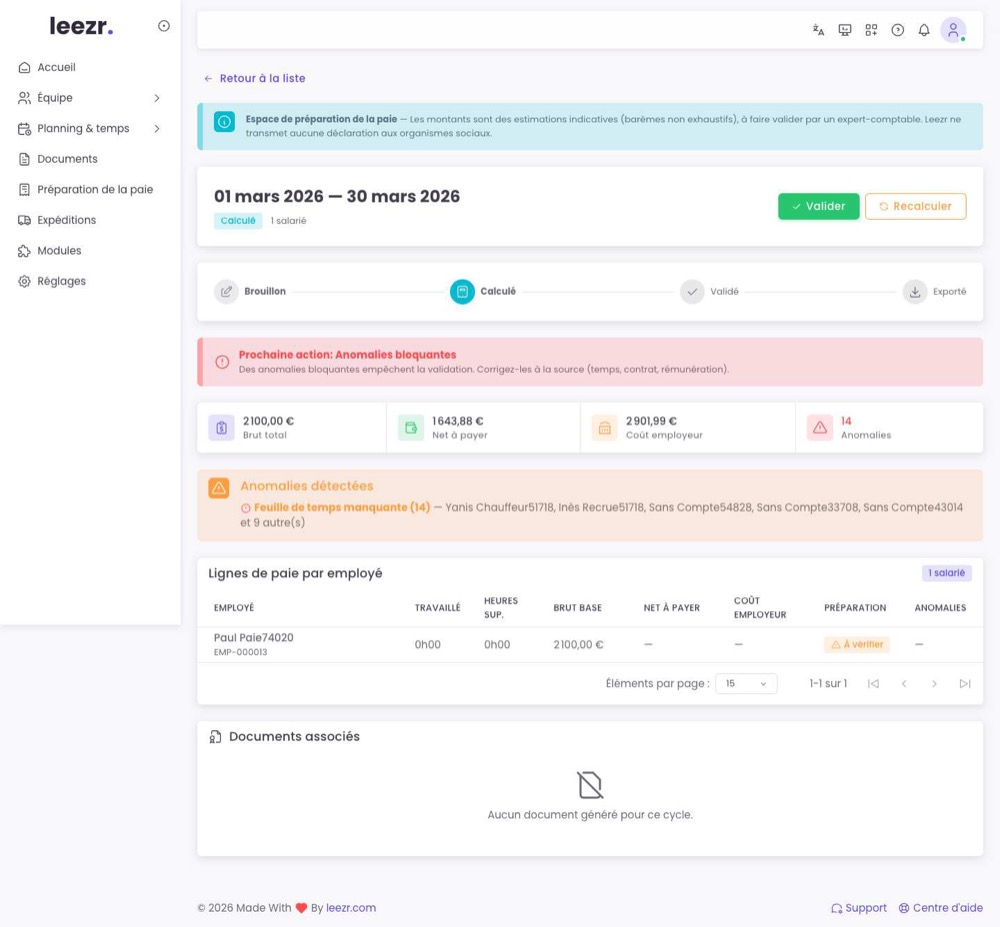 leezr.
Accueil
Équipe
Planning & temps
Documents
Préparation de la paie
Expéditions
Modules
Réglages
← Retour à la liste
Espace de préparation de la paie — Les montants sont des estimations indicatives (barèmes non exhaustifs), à faire valider par un expert-comptable. Leezr ne
transmet aucune déclaration aux organismes sociaux.
01 mars 2026 — 30 mars 2026
Calculé 1 salarié
Valider Recalculer
Brouillon Calculé Validé Exporté
Prochaine action: Anomalies bloquantes
Des anomalies bloquantes empêchent la validation. Corrigez-les à la source (temps, contrat, rémunération).
2 100,00 € 1 643,88 € 2 901,99 € 14
Brut total Net à payer Coût employeur Anomalies
Anomalies détectées
Feuille de temps manquante (14) — Yanis Chauffeur51718, Inès Recrue51718, Sans Compte54828, Sans Compte33708, Sans Compte43014
et 9 autre(s)
Lignes de paie par employé 1 salarié
EMPLOYÉ TRAVAILLÉ HEURES SUP. BRUT BASE NET À PAYER COÛT EMPLOYEUR PRÉPARATION ANOMALIES
Paul Paie74020 0h00 0h00 2 100,00 € — — À vérifier —
EMP-000013
Éléments par page : 15 1-1 sur 1
Documents associés
Aucun document généré pour ce cycle.
© 2026 Made With ❤ By leezr.com Support Centre d'aide